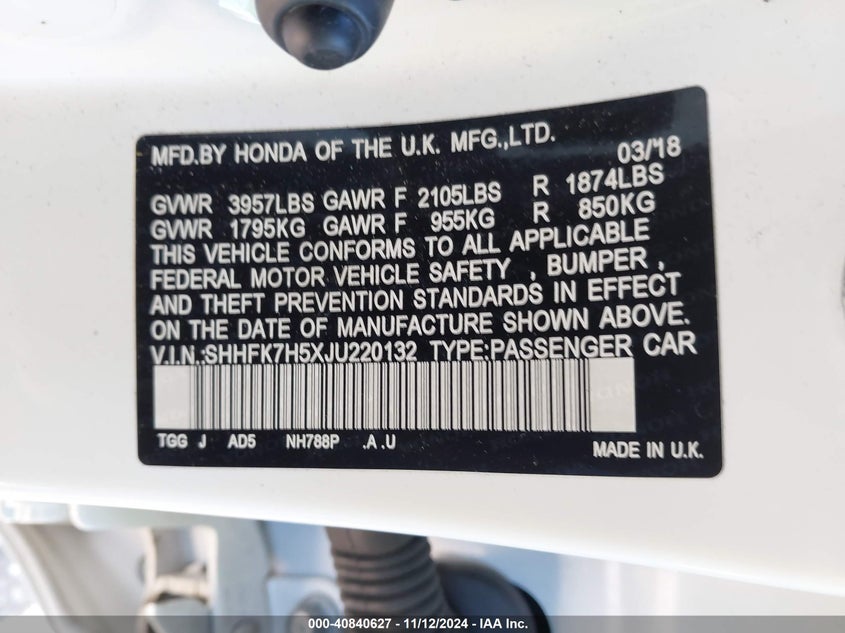 MFD.BY HONDA OF THE U.K. MFG.,LTD.
03/'18
GVWR 3957LBS GAWR F 2105LBS R 1874LBS
GVWR 1795KG GAWR F 955KG R 850KG
THIS VEHICLE CONFORMS TO ALL APPLICABLE
FEDERAL MOTOR VEHICLE SAFETY , BUMPER ,
AND THEFT PREVENTION STANDARDS IN EFFECT
ON THE DATE OF MANUFACTURE SHOWN ABOVE.
V.I.N.:SHHFK7H5XJU220132 TYPE:PASSENGER CAR
TGG J AD5 NH788P .A .U
MADE IN U.K.
000-40840627 - 11/12/2024 - IAA Inc.